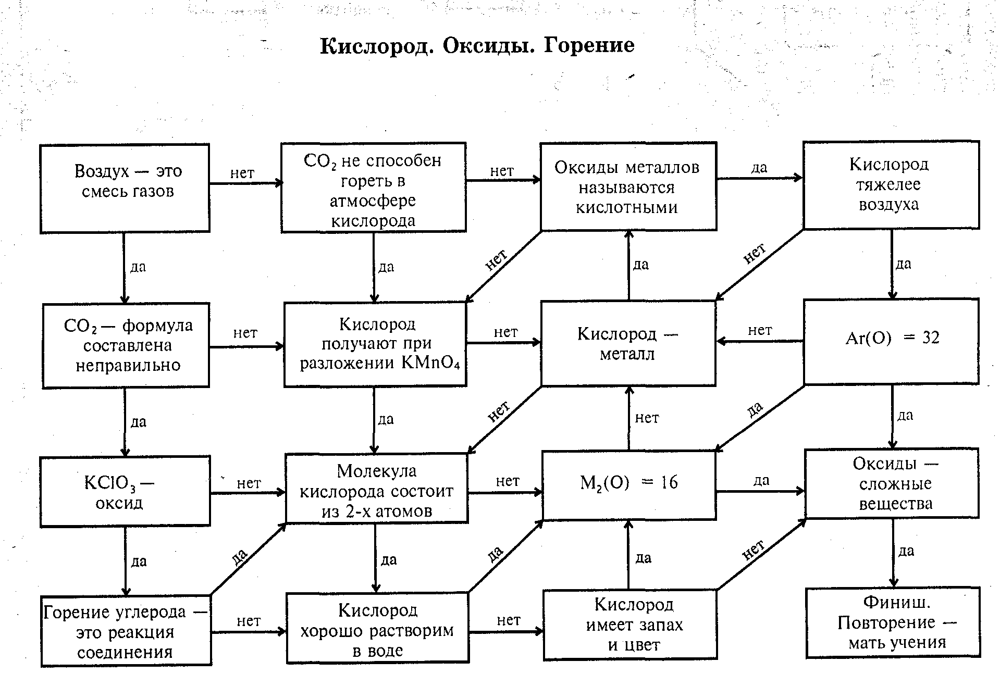 Кислород. Оксиды. Горение
Воздух — это
смесь газов
нет
CO₂ не способен
гореть в
атмосфере
кислорода
нет
Оксиды металлов
называются
кислотными
да
Кислород
тяжелее
воздуха
да
да
нет
да
нет
да
CO₂ — формула
составлена
неправильно
нет
Кислород
получают при
разложении KMnO₄
нет
Кислород —
металл
нет
Ar(O) = 32
да
да
нет
нет
да
да
KClO₃ —
оксид
нет
Молекула
кислорода состоит
из 2-х атомов
нет
M₂(O) = 16
да
Оксиды —
сложные
вещества
да
да
да
да
да
нет
да
Горение углерода —
это реакция
соединения
нет
Кислород
хорошо растворим
в воде
нет
Кислород
имеет запах
и цвет
Финиш.
Повторение —
мать учения